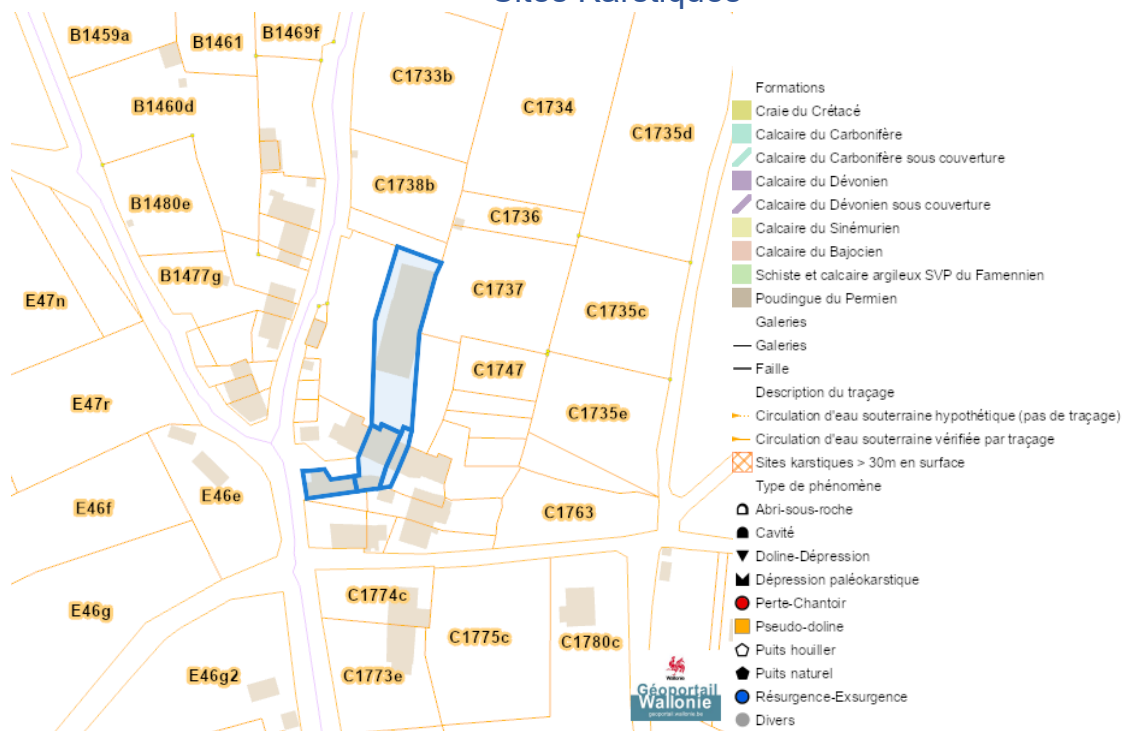 Sites Karstiques
B1459a
B1461
B1469f
C1733b
C1734
B1460d
C1735d
C1738b
B1480e
C1736
B1477g
E47n
C1737
C1735c
C1747
E47r
C1735e
E46e
E46f
C1763
C1774c
E46g
C1775c
C1780c
E46g2
C1773e
Formations
Craie du Crétacé
Calcaire du Carbonifère
Calcaire du Carbonifère sous couverture
Calcaire du Dévonien
Calcaire du Dévonien sous couverture
Calcaire du Sinémurien
Calcaire du Bajocien
Schiste et calcaire argileux SVP du Famennien
Poudingue du Permien
Galeries
Galeries
Faille
Description du traçage
Circulation d'eau souterraine hypothétique (pas de traçage)
Circulation d'eau souterraine vérifiée par traçage
Sites karstiques > 30m en surface
Type de phénomène
Abri-sous-roche
Cavité
Doline-Dépression
Dépression paléokarstique
Perte-Chantoir
Pseudo-doline
Puits houiller
Puits naturel
Résurgence-Exsurgence
Divers
Wallonie
Géoportail
Wallonie
geoportail.wallonie.be